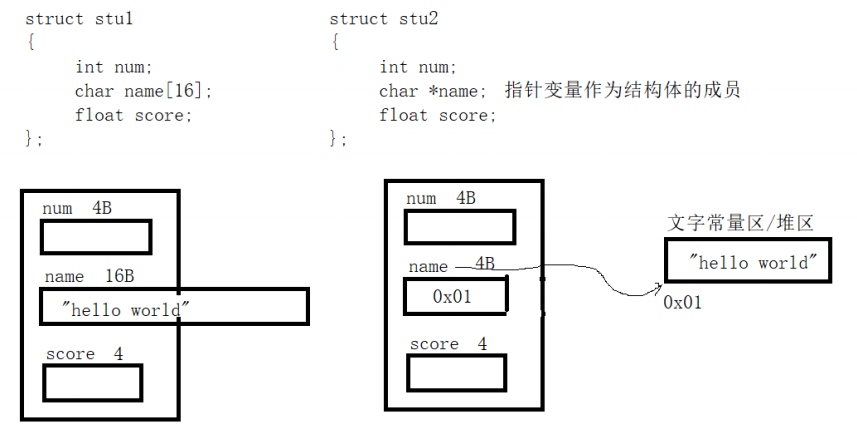 struct stu1
{
int num;
char name[16];
float score;
};
struct stu2
{
int num;
char *name; 指针变量作为结构体的成员
float score;
};
num 4B
name 16B
"hello world"
score 4
num 4B
name 4B
0x01
score 4
文字常量区/堆区
"hello world"
0x01